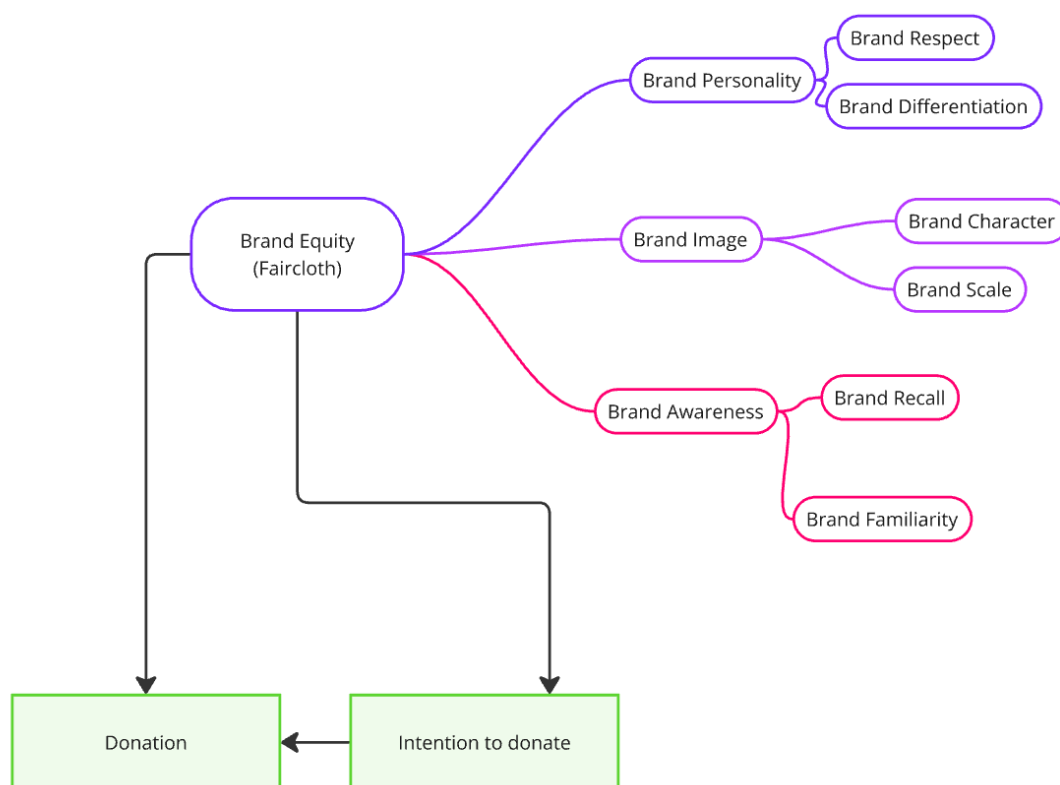 Brand Respect
Brand Personality
Brand Differentiation
Brand Equity
(Faircloth)
Brand Image
Brand Character
Brand Scale
Brand Awareness
Brand Recall
Brand Familiarity
Donation
Intention to donate